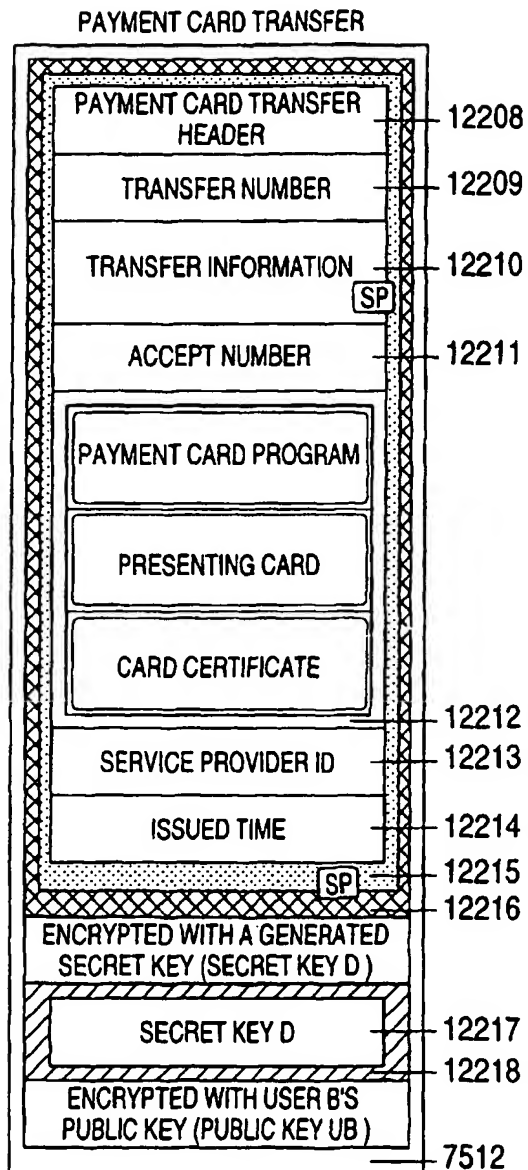 PAYMENT CARD TRANSFER
PAYMENT CARD TRANSFER
HEADER
12208
TRANSFER NUMBER
12209
TRANSFER INFORMATION
12210
SP
ACCEPT NUMBER
12211
PAYMENT CARD PROGRAM
PRESENTING CARD
CARD CERTIFICATE
12212
SERVICE PROVIDER ID
12213
ISSUED TIME
12214
12215
SP
12216
ENCRYPTED WITH A GENERATED
SECRET KEY (SECRET KEY D )
SECRET KEY D
12217
12218
ENCRYPTED WITH USER B'S
PUBLIC KEY (PUBLIC KEY UB )
7512